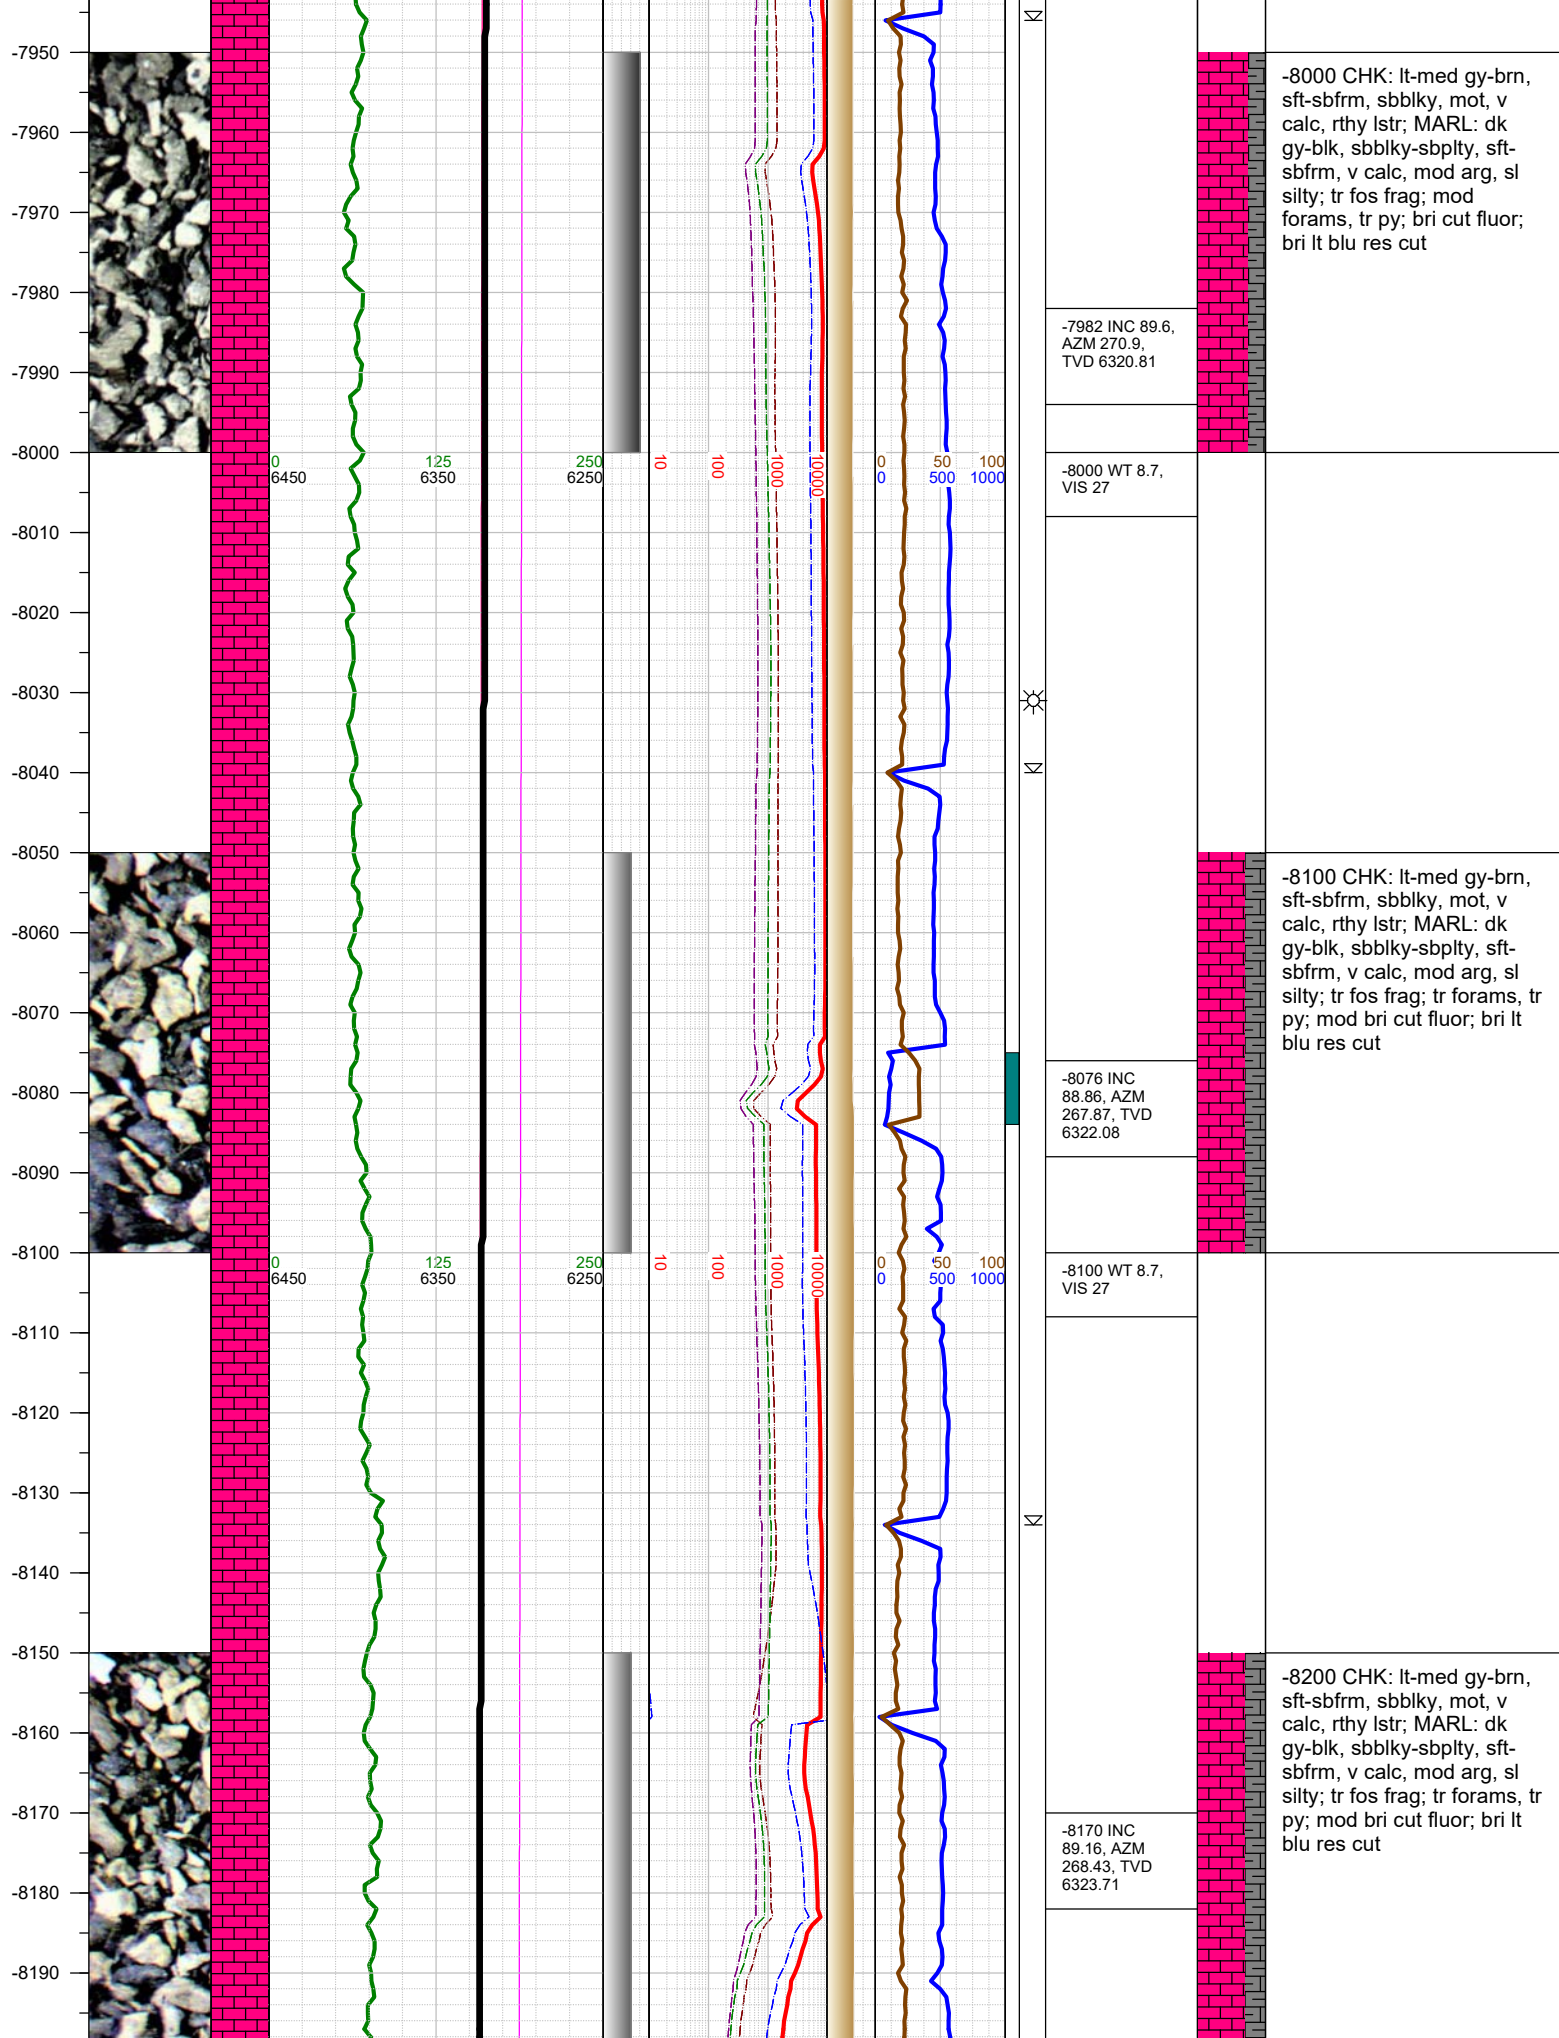 -7950
-8000 CHK: lt-med gy-brn,
sft-sbfrm, sbblky, mot, v
calc, rthy lstr; MARL: dk
gy-blk, sbblky-sbplty, sft-
sbfrm, v calc, mod arg, sl
silty; tr fos frag; mod
forams, tr py; bri cut fluor;
bri lt blu res cut
-7960
-7970
-7980
-7982 INC 89.6,
AZM 270.9,
TVD 6320.81
-7990
-8000
0 125 250
6450 6350 6250
10 100 1000 10000
0 50 100
0 500 1000
-8000 WT 8.7,
VIS 27
-8010
-8020
-8030
-8040
-8050
-8100 CHK: lt-med gy-brn,
sft-sbfrm, sbblky, mot, v
calc, rthy lstr; MARL: dk
gy-blk, sbblky-sbplty, sft-
sbfrm, v calc, mod arg, sl
silty; tr fos frag; tr forams, tr
py; mod bri cut fluor; bri lt
blu res cut
-8060
-8070
-8076 INC
88.86, AZM
267.87, TVD
6322.08
-8080
-8090
-8100
0 125 250
6450 6350 6250
10 100 1000 10000
0 50 100
0 500 1000
-8100 WT 8.7,
VIS 27
-8110
-8120
-8130
-8140
-8150
-8200 CHK: lt-med gy-brn,
sft-sbfrm, sbblky, mot, v
calc, rthy lstr; MARL: dk
gy-blk, sbblky-sbplty, sft-
sbfrm, v calc, mod arg, sl
silty; tr fos frag; tr forams, tr
py; mod bri cut fluor; bri lt
blu res cut
-8160
-8170
-8170 INC
89.16, AZM
268.43, TVD
6323.71
-8180
-8190